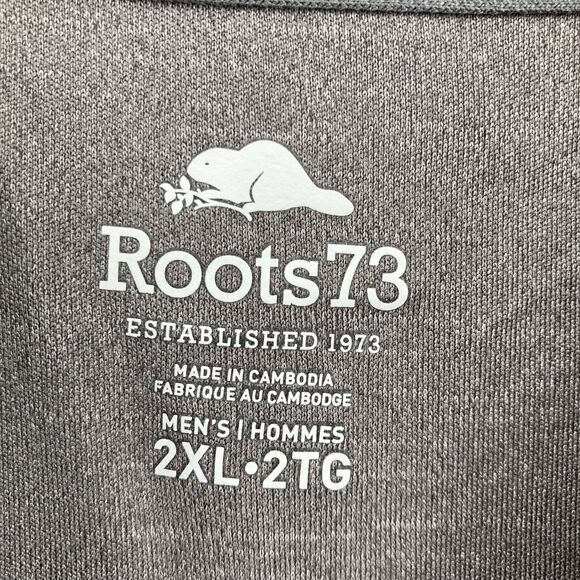 Roots73
ESTABLISHED 1973
MADE IN CAMBODIA
FABRIQUE AU CAMBODGE
MEN'S | HOMMES
2XL•2TG